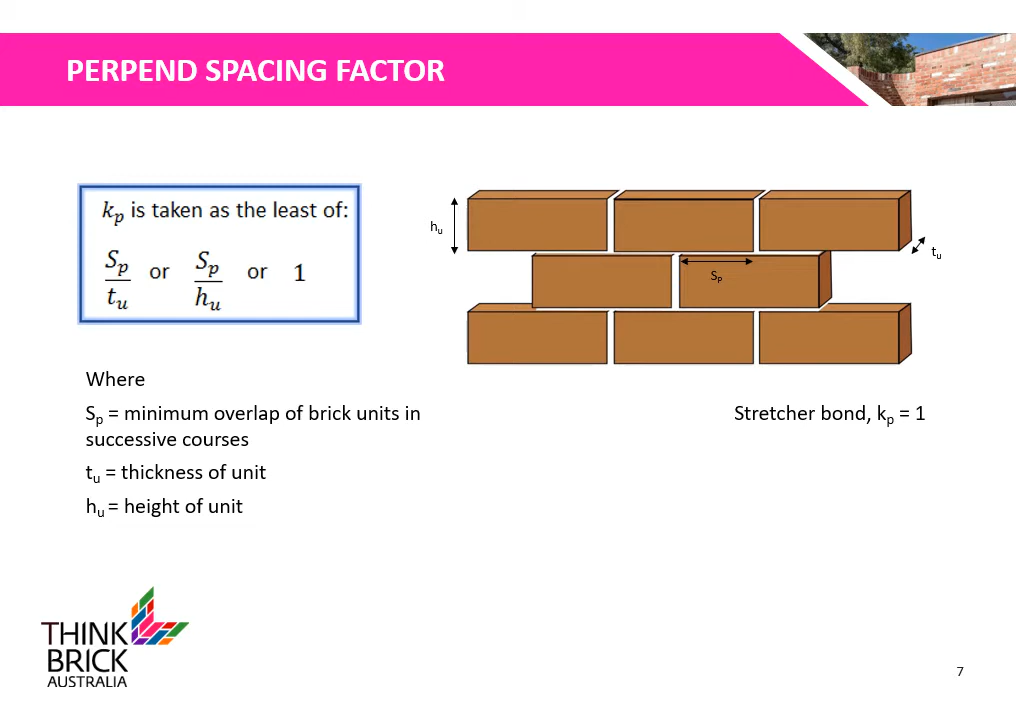 PERPEND SPACING FACTOR
kₚ is taken as the least of:
Sₚ/tᵤ or Sₚ/hᵤ or 1
hᵤ
tᵤ
Sₚ
Where
Sₚ = minimum overlap of brick units in
successive courses
tᵤ = thickness of unit
hᵤ = height of unit
Stretcher bond, kₚ = 1
THINK
BRICK
AUSTRALIA
7